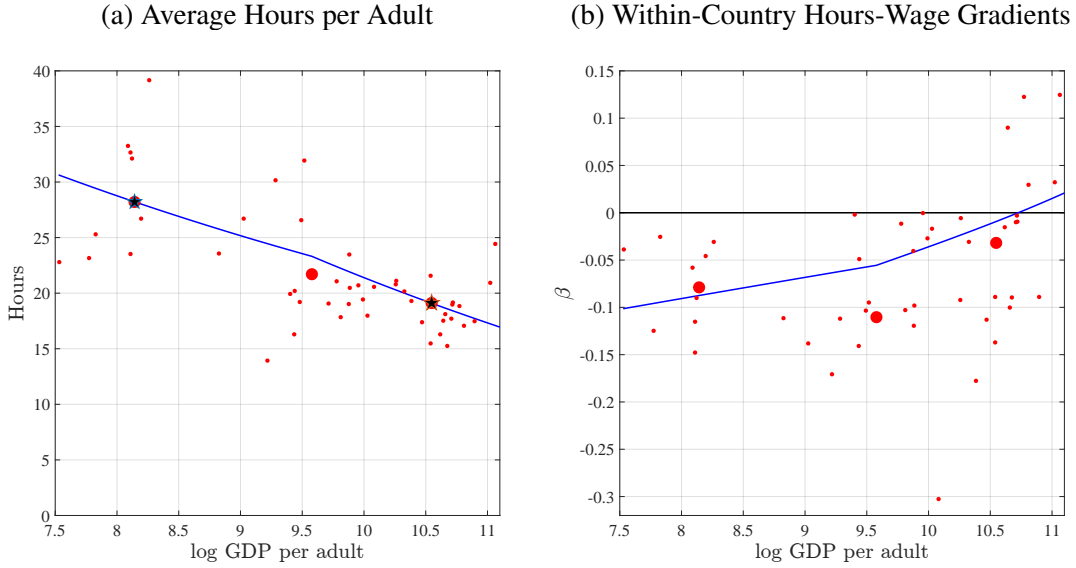 (a) Average Hours per Adult
40
35
30
25
20
15
10
5
0
Hours
7.5 8 8.5 9 9.5 10 10.5 11
log GDP per adult
(b) Within-Country Hours-Wage Gradients
0.15
0.1
0.05
0
-0.05
-0.1
-0.15
-0.2
-0.25
-0.3
β
7.5 8 8.5 9 9.5 10 10.5 11
log GDP per adult